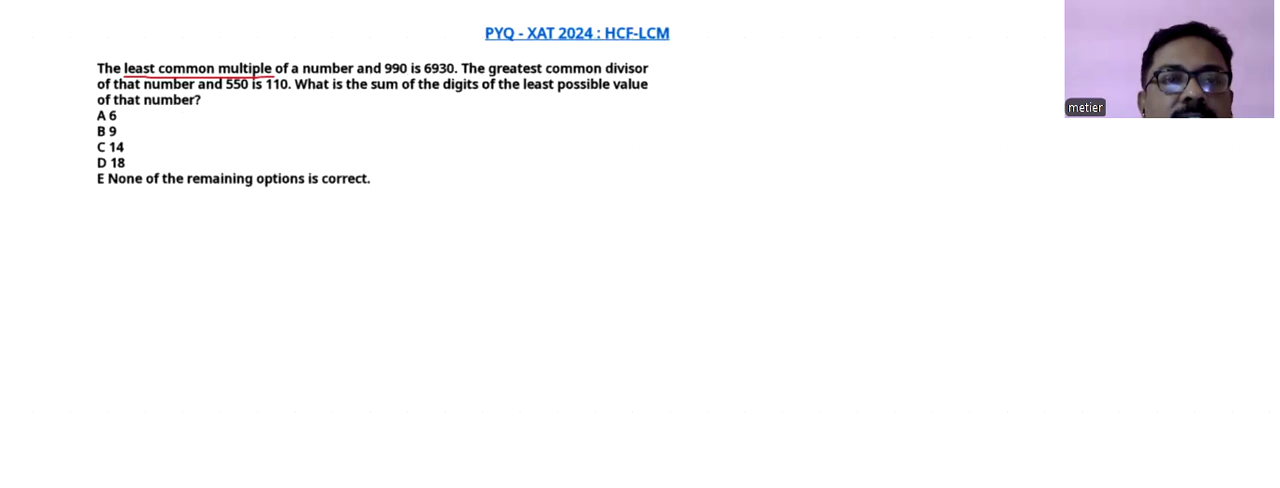 PYQ - XAT 2024 : HCF-LCM
The least common multiple of a number and 990 is 6930. The greatest common divisor
of that number and 550 is 110. What is the sum of the digits of the least possible value
of that number?
A 6
B 9
C 14
D 18
E None of the remaining options is correct.
metier